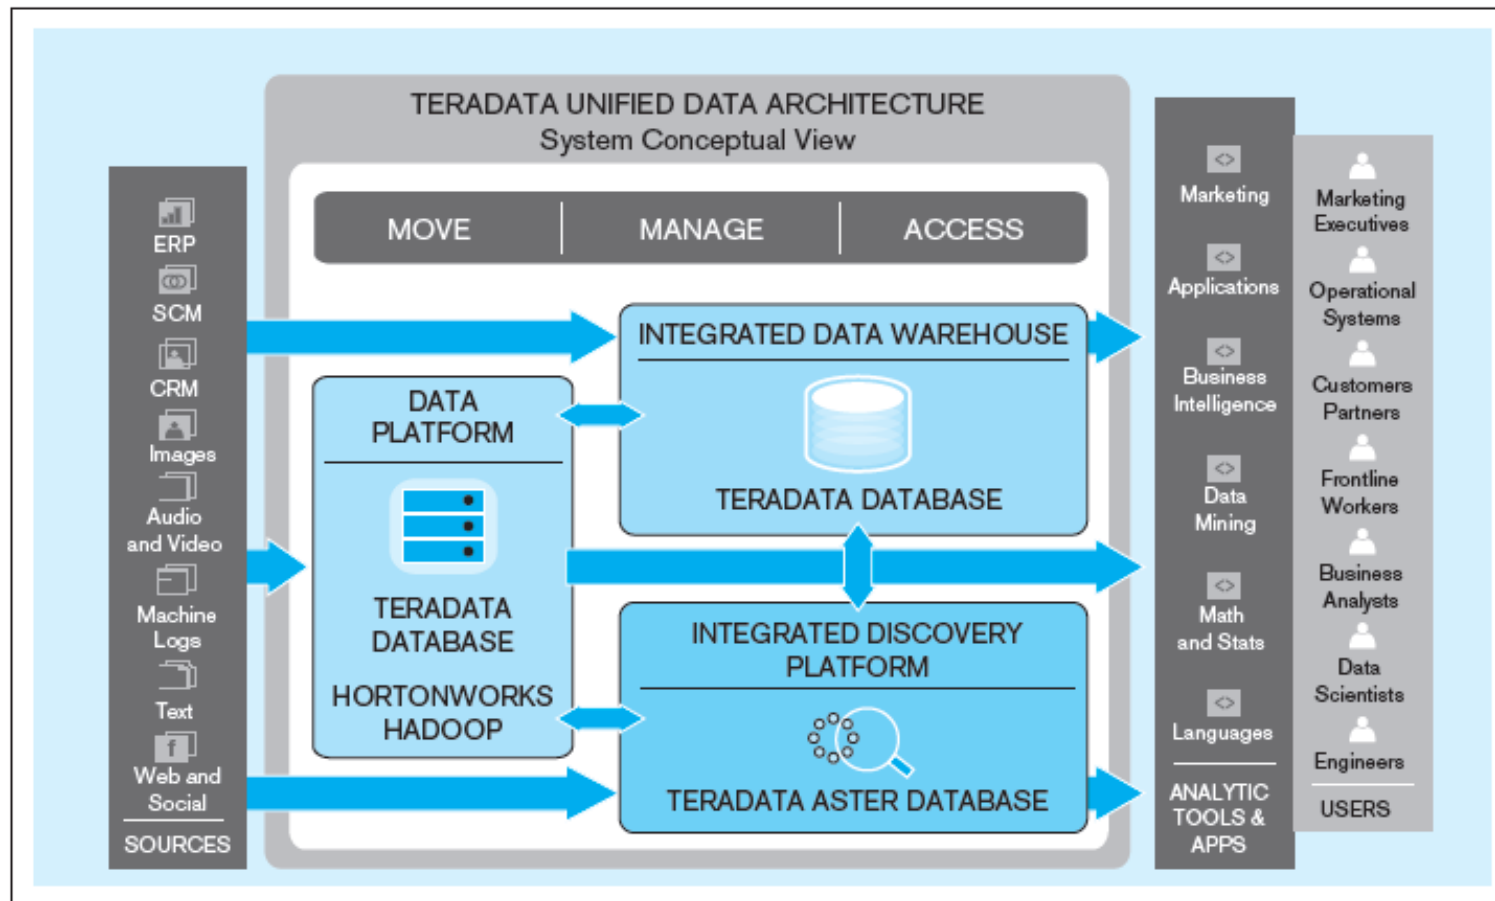 TERADATA UNIFIED DATA ARCHITECTURE
System Conceptual View
MOVE
MANAGE
ACCESS
ERP
SCM
CRM
Images
Audio
and Video
Machine
Logs
Text
f
Web and
Social
SOURCES
DATA
PLATFORM
TERADATA
DATABASE
HORTONWORKS
HADOOP
INTEGRATED DATA WAREHOUSE
TERADATA DATABASE
INTEGRATED DISCOVERY
PLATFORM
TERADATA ASTER DATABASE
<>
Marketing
<>
Applications
<>
Business
Intelligence
<>
Data
Mining
<>
Math
and Stats
<>
Languages
ANALYTIC
TOOLS &
APPS
Marketing
Executives
Operational
Systems
Customers
Partners
Frontline
Workers
Business
Analysts
Data
Scientists
Engineers
USERS